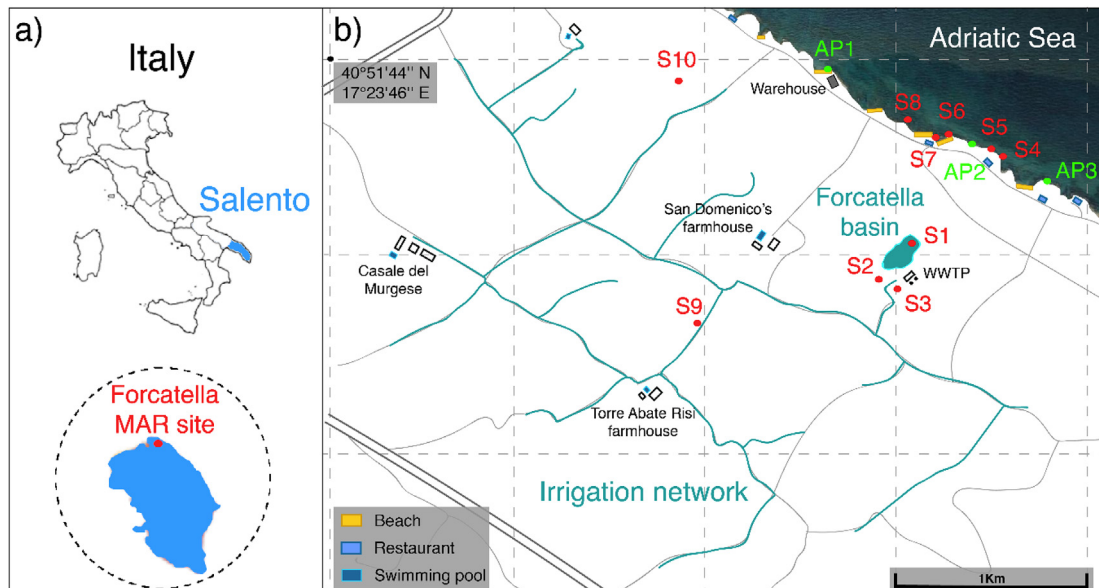 a)
Italy
Salento
Forcatella
MAR site
b)
Adriatic Sea
40°51'44" N
17°23'46" E
S10
AP1
Warehouse
S8
S6
S5
S4
S7
AP2
AP3
San Domenico's
farmhouse
Forcatella
basin
S1
S2
WWTP
S3
Casale del
Murgese
S9
Torre Abate Risi
farmhouse
Irrigation network
Beach
Restaurant
Swimming pool
1Km